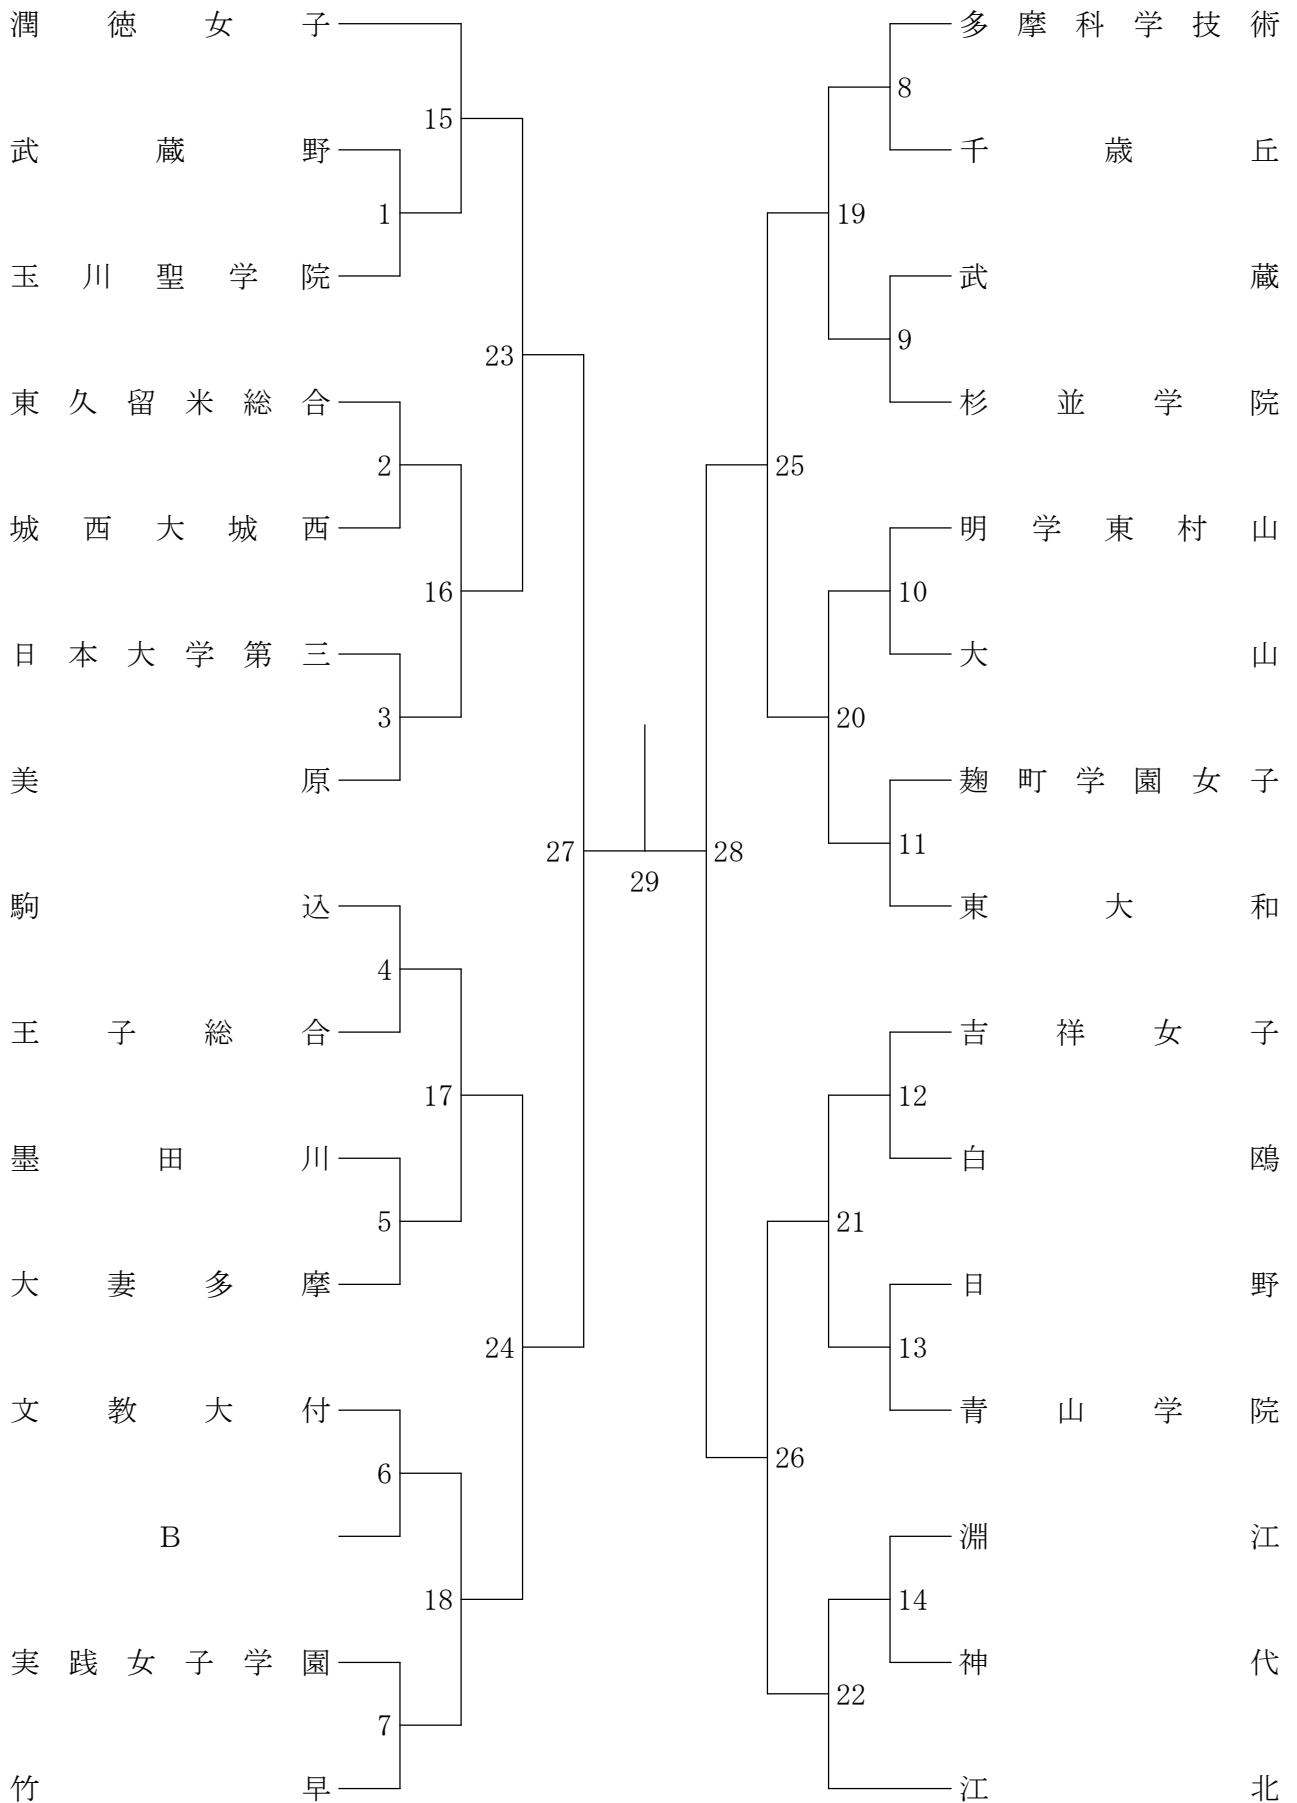 潤徳女子
15
武蔵野
1
玉川聖学院
23
東久留米総合
2
城西大城西
16
日本大学第三
3
美原
27
29
駒込
4
王子総合
17
墨田川
5
大妻多摩
24
文教大付
6
B
18
実践女子学園
7
竹早
多摩科学技術
8
千歳丘
19
武蔵
9
杉並学院
25
明学東村山
10
大山
20
麹町学園女子
11
28
東大和
吉祥女子
12
白鴎
21
日野
13
青山学院
26
淵江
14
神代
22
江北